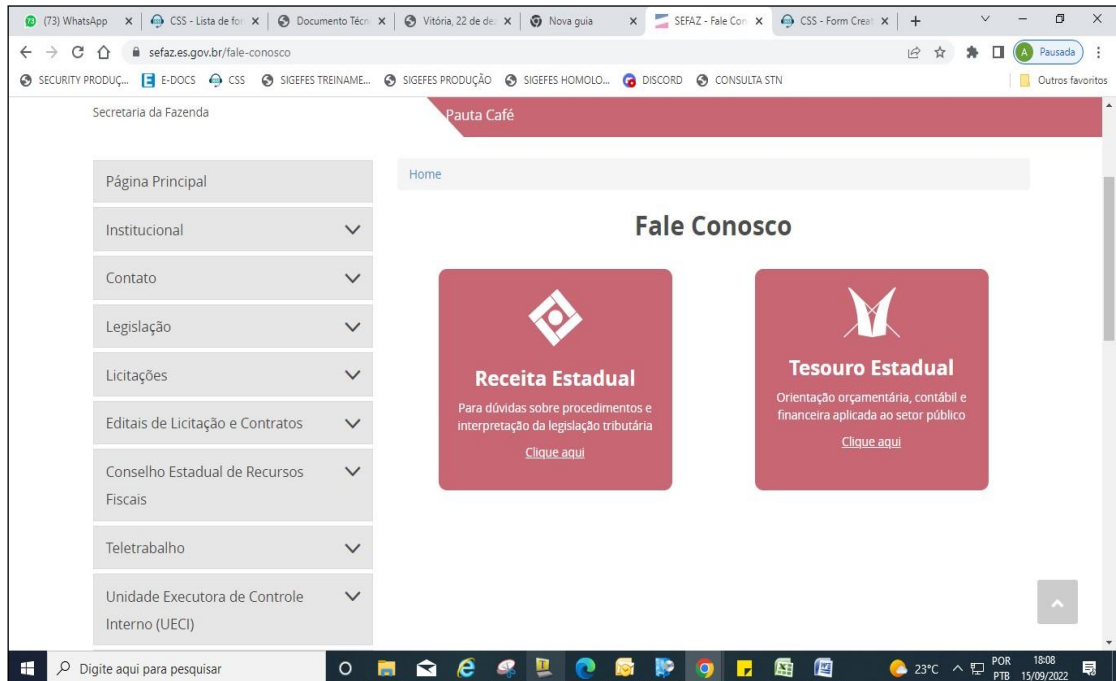 (73) WhatsApp
CSS - Lista de for
Documento Técn
Vitória, 22 de de
Nova guia
SEFAZ - Fale Con
CSS - Form Creat
sefaz.es.gov.br/fale-conosco
A Pausada
SECURITY PRODUÇ...
E-DOCS
CSS
SIGEFES TREINAME...
SIGEFES PRODUÇÃO
SIGEFES HOMOLO...
DISCORD
CONSULTA STN
Outros favoritos
Secretaria da Fazenda
Pauta Café
Página Principal
Institucional
Contato
Legislação
Licitações
Editais de Licitação e Contratos
Conselho Estadual de Recursos
Fiscais
Teletrabalho
Unidade Executora de Controle
Interno (UECI)
Home
Fale Conosco
Receita Estadual
Para dúvidas sobre procedimentos e
interpretação da legislação tributária
Clique aqui
Tesouro Estadual
Orientação orçamentária, contábil e
financeira aplicada ao setor público
Clique aqui
Digite aqui para pesquisar
23°C
POR
PTB
18:08
15/09/2022